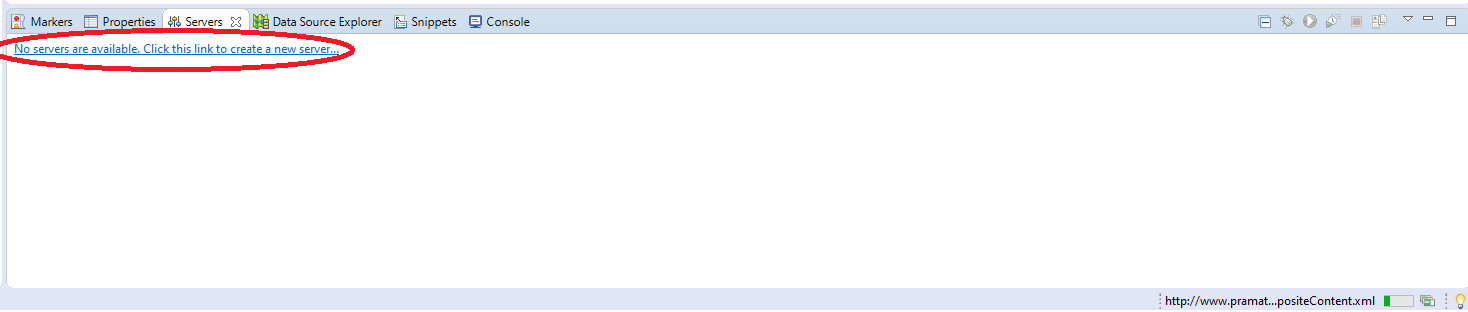 Markers Properties Servers Data Source Explorer Snippets Console
No servers are available. Click this link to create a new server...
http://www.pramat...positeContent.xml